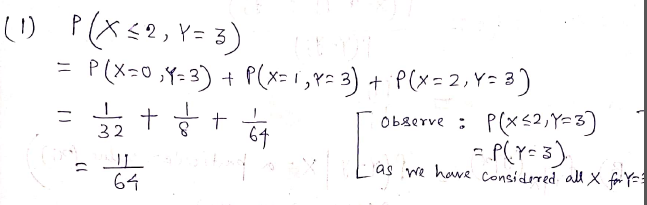 (1) P(X ≤ 2, Y = 3)
= P(X=0, Y=3) + P(X=1, Y=3) + P(X=2, Y=3)
= 1/32 + 1/8 + 1/64
= 11/64
[Observe : P(X≤2, Y=3)
= P(Y=3)
as we have considered all X for Y=3